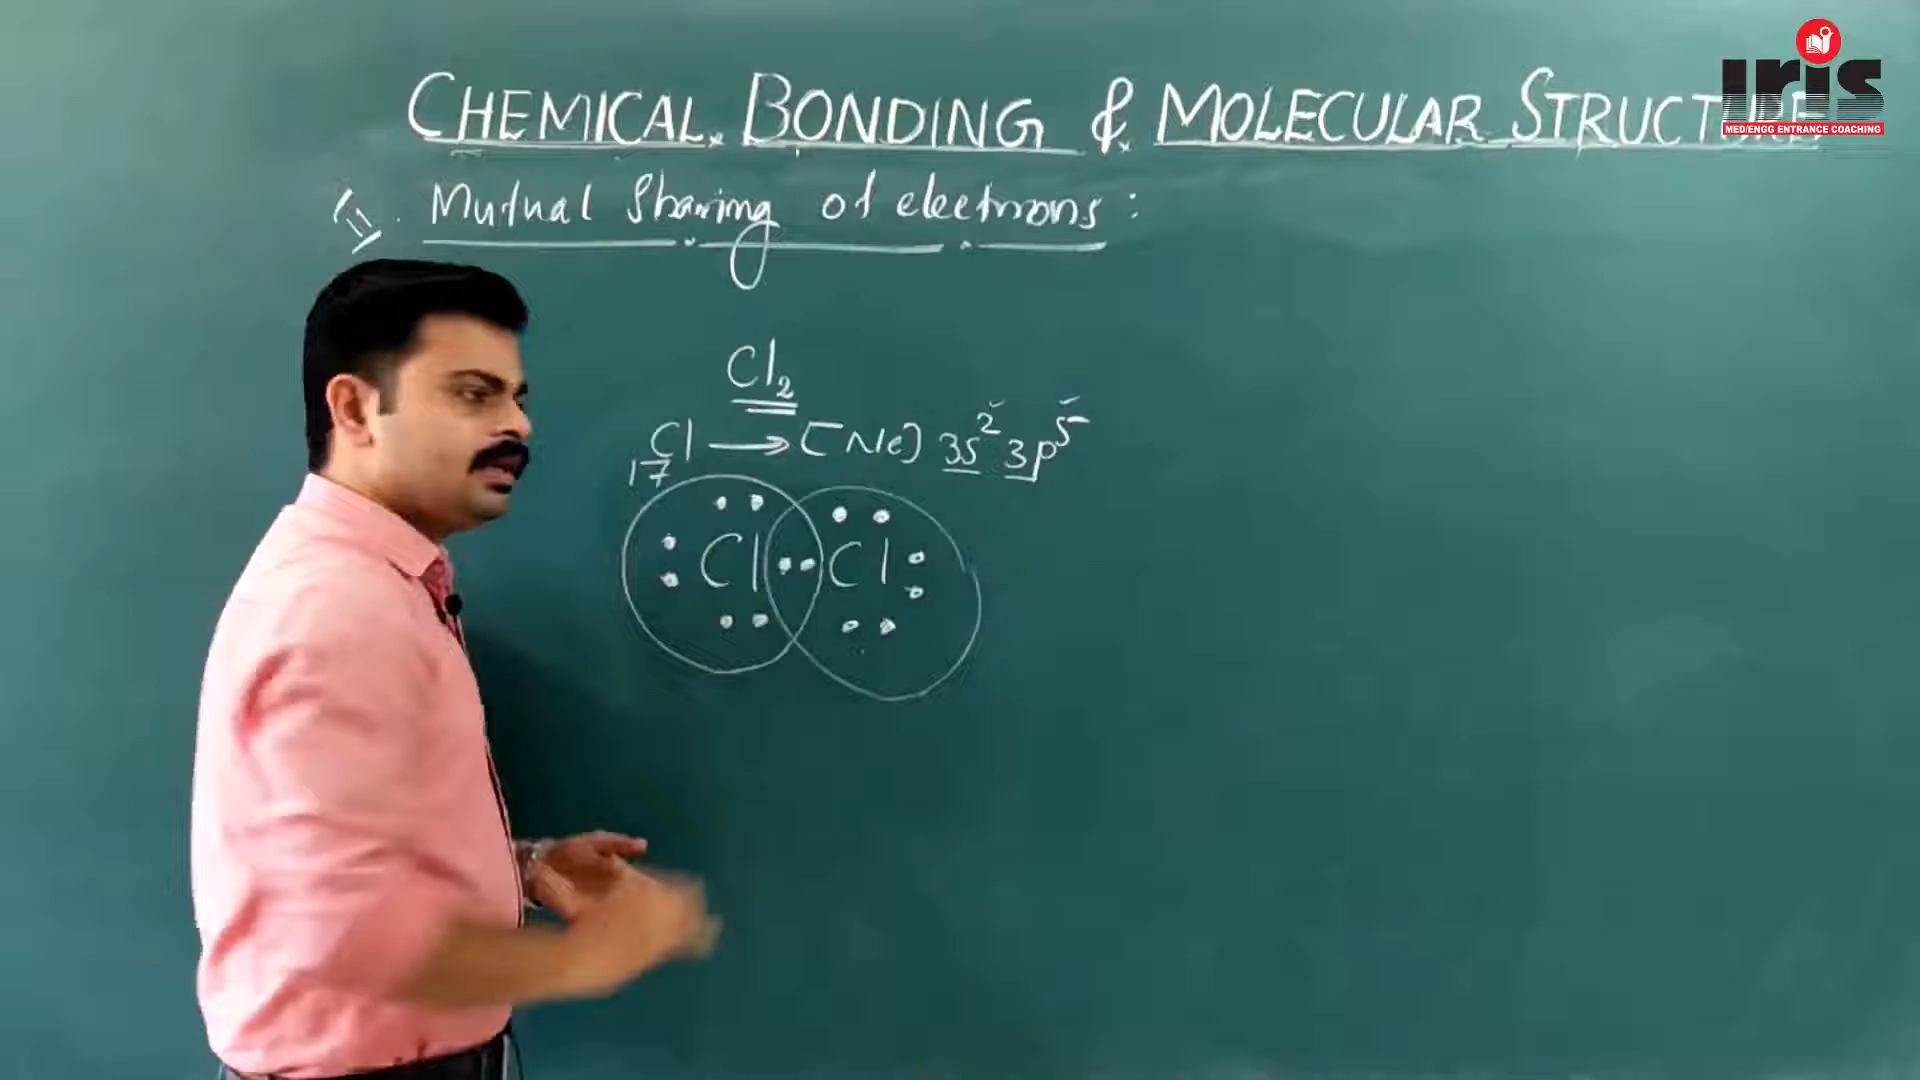 CHEMICAL BONDING & MOLECULAR STRUCTURE
iris
MED/ENGG ENTRANCE COACHING
II. Mutual Sharing of electrons:
Cl₂
₁₇Cl → [Ne] 3s² 3p⁵
Cl Cl